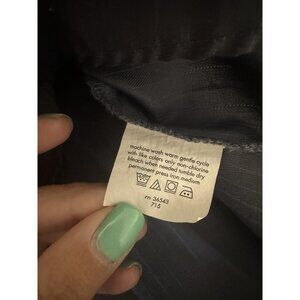 machine wash warm gentle cycle
with like colors only non-chlorine
bleach when needed tumble dry
permanent press iron medium
rn 36543
715